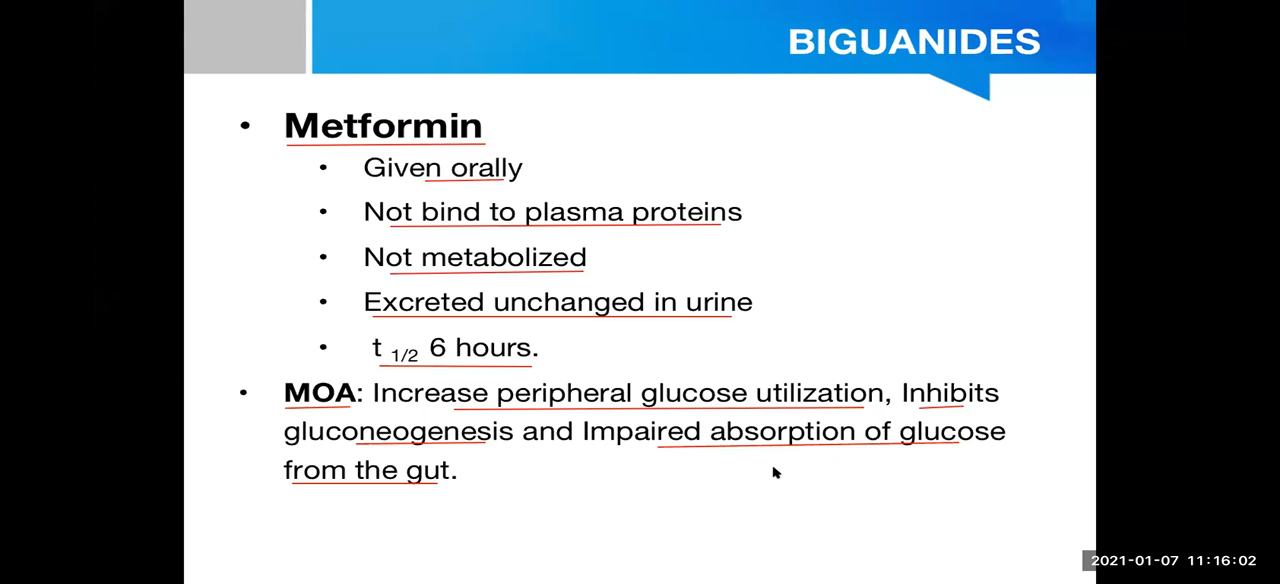 BIGUANIDES
• Metformin
• Given orally
• Not bind to plasma proteins
• Not metabolized
• Excreted unchanged in urine
• t 1/2 6 hours.
• MOA: Increase peripheral glucose utilization, Inhibits
gluconeogenesis and Impaired absorption of glucose
from the gut.
2021-01-07 11:16:02